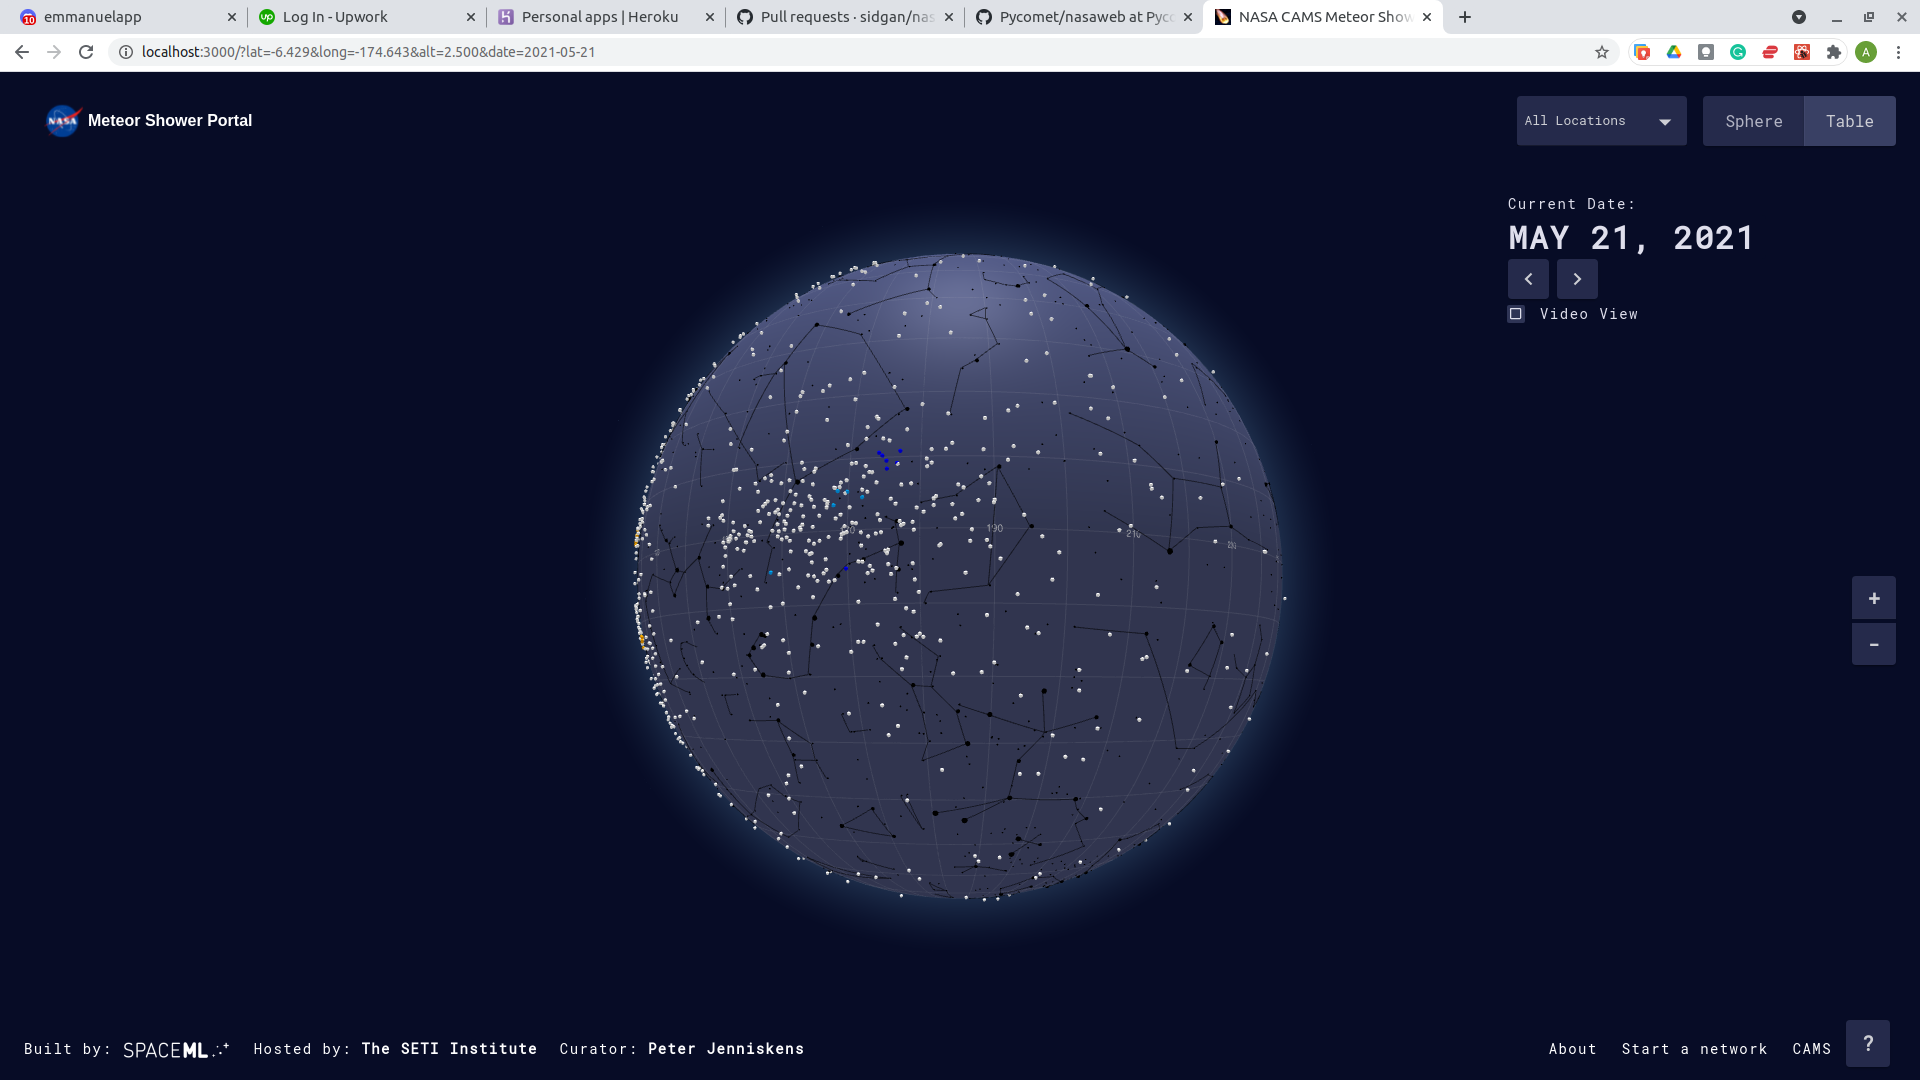 emmanuelapp
Log In - Upwork
Personal apps | Heroku
Pull requests · sidgan/nas
Pycomet/nasaweb at Pyc
NASA CAMS Meteor Show
localhost:3000/?lat=-6.429&long=-174.643&alt=2.500&date=2021-05-21
A
NASA
Meteor Shower Portal
All Locations
Sphere
Table
Current Date:
MAY 21, 2021
Video View
190
210
+
-
Built by: SPACEML
Hosted by: The SETI Institute
Curator: Peter Jenniskens
About
Start a network
CAMS
?